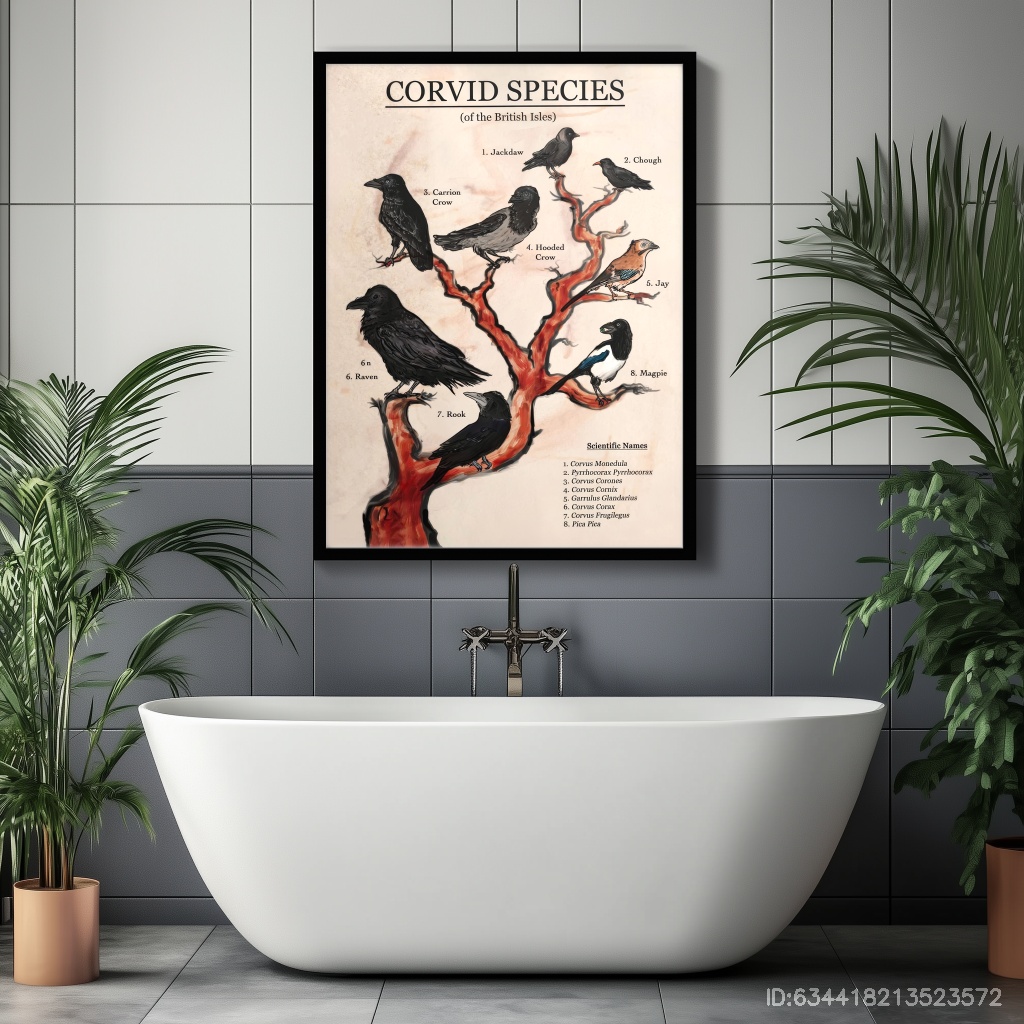 CORVID SPECIES
(of the British Isles)
1. Jackdaw
2. Chough
3. Carrion
Crow
4. Hooded
Crow
5. Jay
6n
6. Raven
8. Magpie
7. Rook
Scientific Names
1. Corvus Monedula
2. Pyrrhocorax Pyrrhocorax
3. Corvus Corones
4. Corvus Cornix
5. Garrulus Glandarius
6. Corvus Corax
7. Corvus Frugilegus
8. Pica Pica
ID:634418213523572